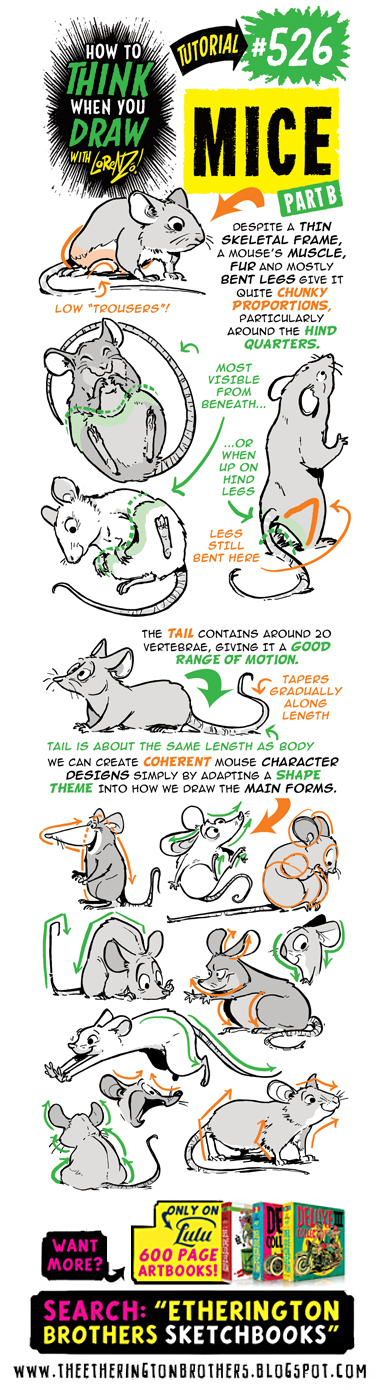 HOW TO
THINK
WHEN YOU
DRAW
WITH LORENZO!
TUTORIAL
#526
MICE
PART B
DESPITE A THIN
SKELETAL FRAME,
A MOUSE'S MUSCLE,
FUR AND MOSTLY
BENT LEGS GIVE IT
QUITE CHUNKY
PROPORTIONS,
PARTICULARLY
AROUND THE HIND
QUARTERS.
LOW "TROUSERS"!
MOST
VISIBLE
FROM
BENEATH...
...OR
WHEN
UP ON
HIND
LEGS
LEGS
STILL
BENT HERE
THE TAIL CONTAINS AROUND 20
VERTEBRAE, GIVING IT A GOOD
RANGE OF MOTION.
TAPERS
GRADUALLY
ALONG
LENGTH
TAIL IS ABOUT THE SAME LENGTH AS BODY
WE CAN CREATE COHERENT MOUSE CHARACTER
DESIGNS SIMPLY BY ADAPTING A SHAPE
THEME INTO HOW WE DRAW THE MAIN FORMS.
WANT
MORE?
ONLY ON
Lulu
600 PAGE
ARTBOOKS!
SEARCH: "ETHERINGTON
BROTHERS SKETCHBOOKS"
WWW.THEETHERINGTONBROTHERS.BLOGSPOT.COM